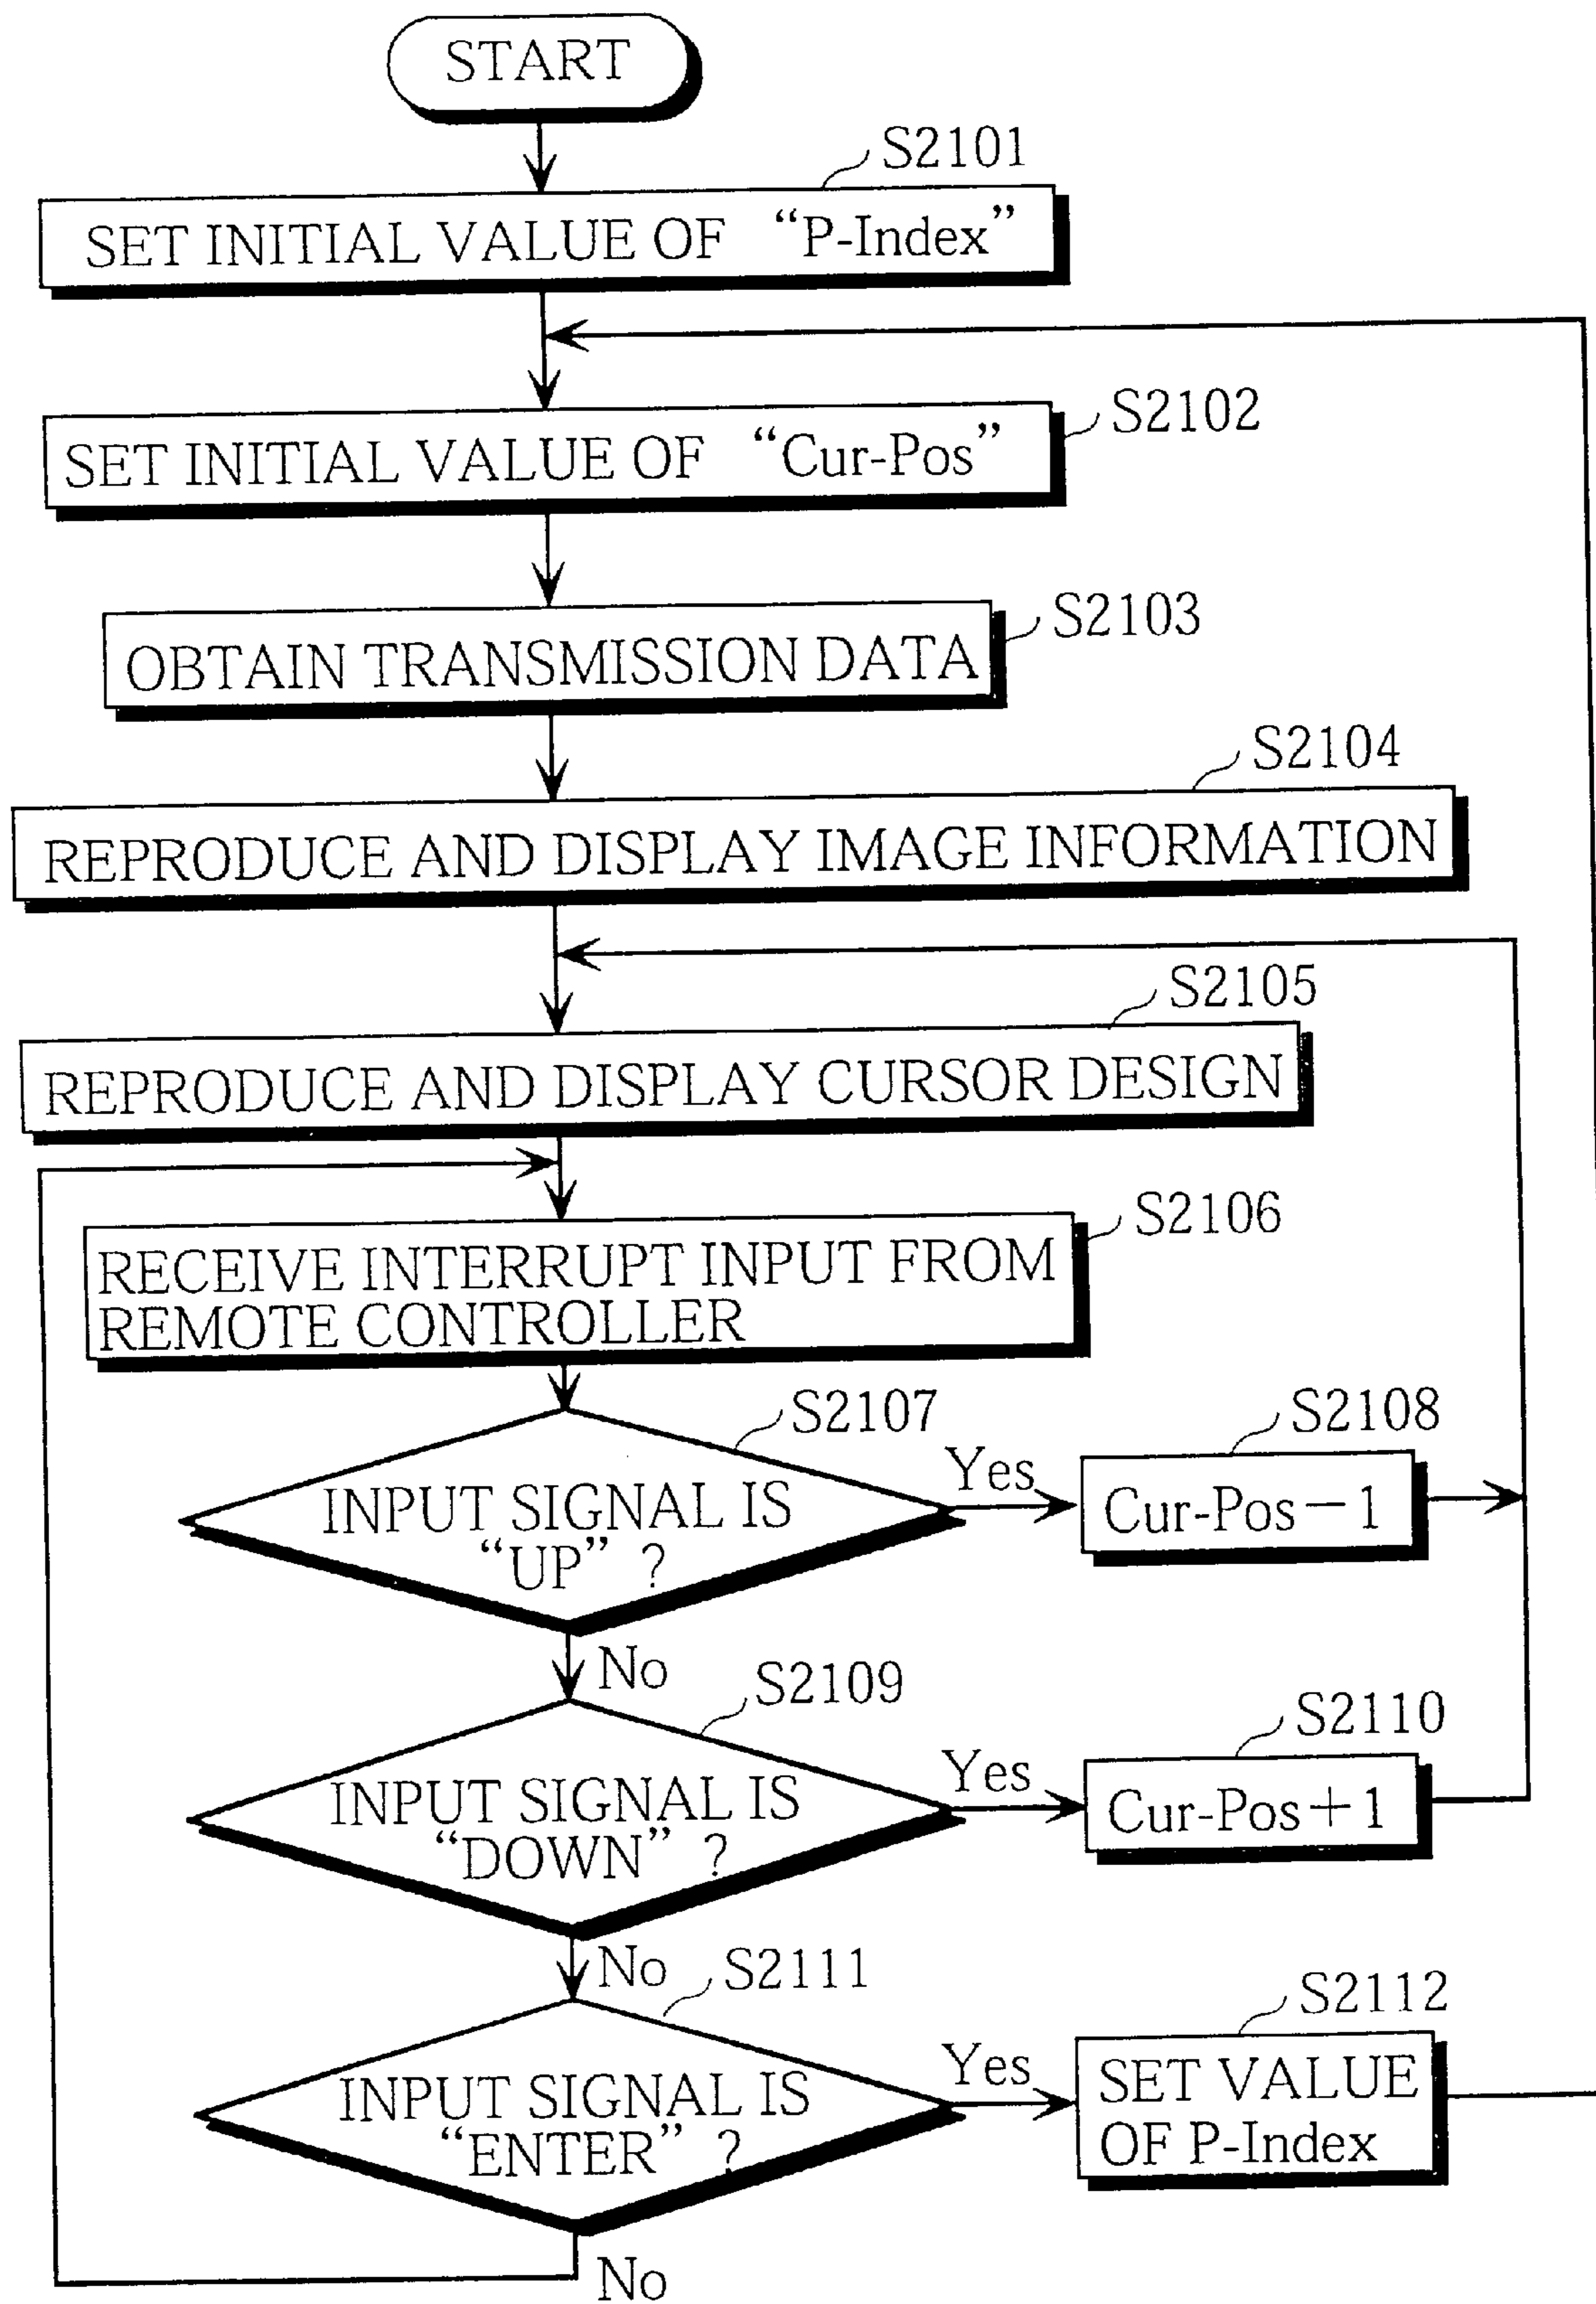 START
S2101
SET INITIAL VALUE OF “P-Index”
S2102
SET INITIAL VALUE OF “Cur-Pos”
S2103
OBTAIN TRANSMISSION DATA
S2104
REPRODUCE AND DISPLAY IMAGE INFORMATION
S2105
REPRODUCE AND DISPLAY CURSOR DESIGN
S2106
RECEIVE INTERRUPT INPUT FROM
REMOTE CONTROLLER
S2107
INPUT SIGNAL IS
“UP” ?
Yes
S2108
Cur-Pos−1
No
S2109
INPUT SIGNAL IS
“DOWN” ?
Yes
S2110
Cur-Pos+1
No
S2111
INPUT SIGNAL IS
“ENTER” ?
Yes
S2112
SET VALUE
OF P-Index
No